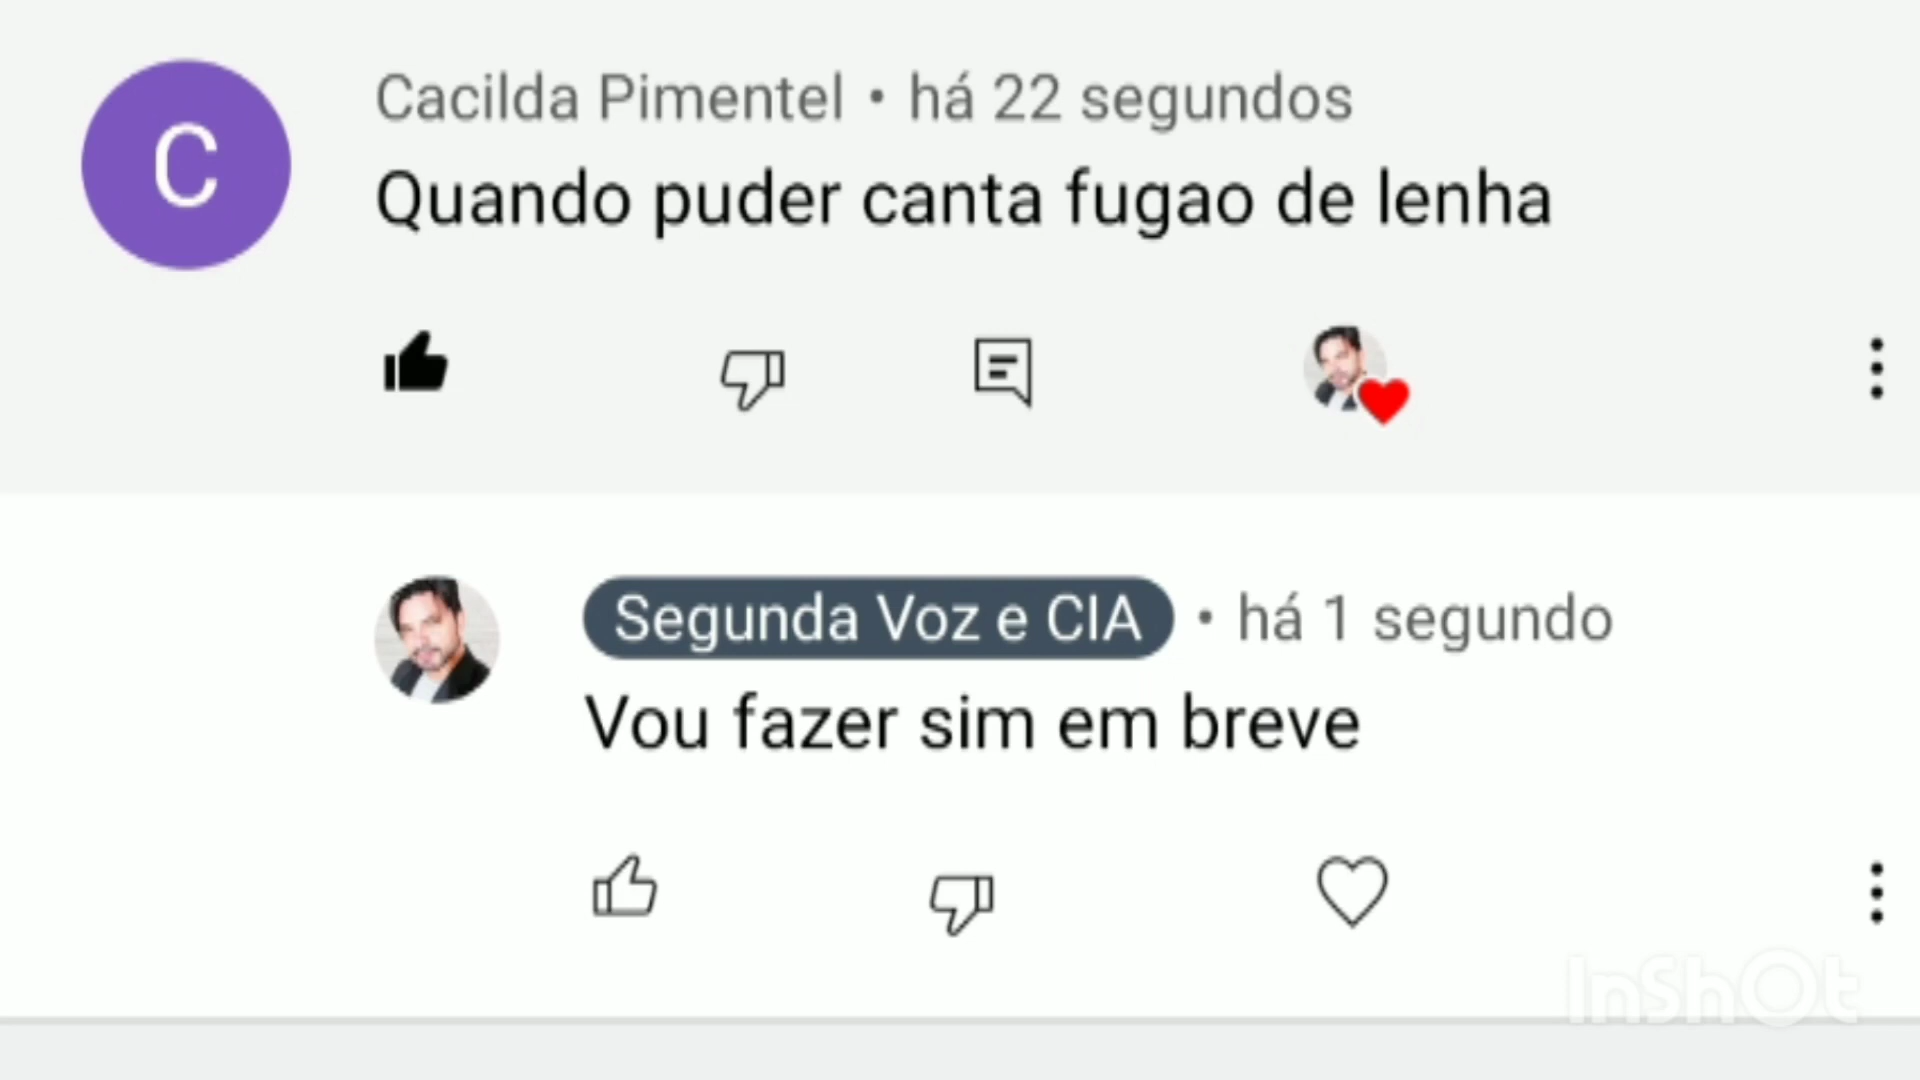 C
Cacilda Pimentel • há 22 segundos
Quando puder canta fugao de lenha
Segunda Voz e CIA • há 1 segundo
Vou fazer sim em breve
InShOt